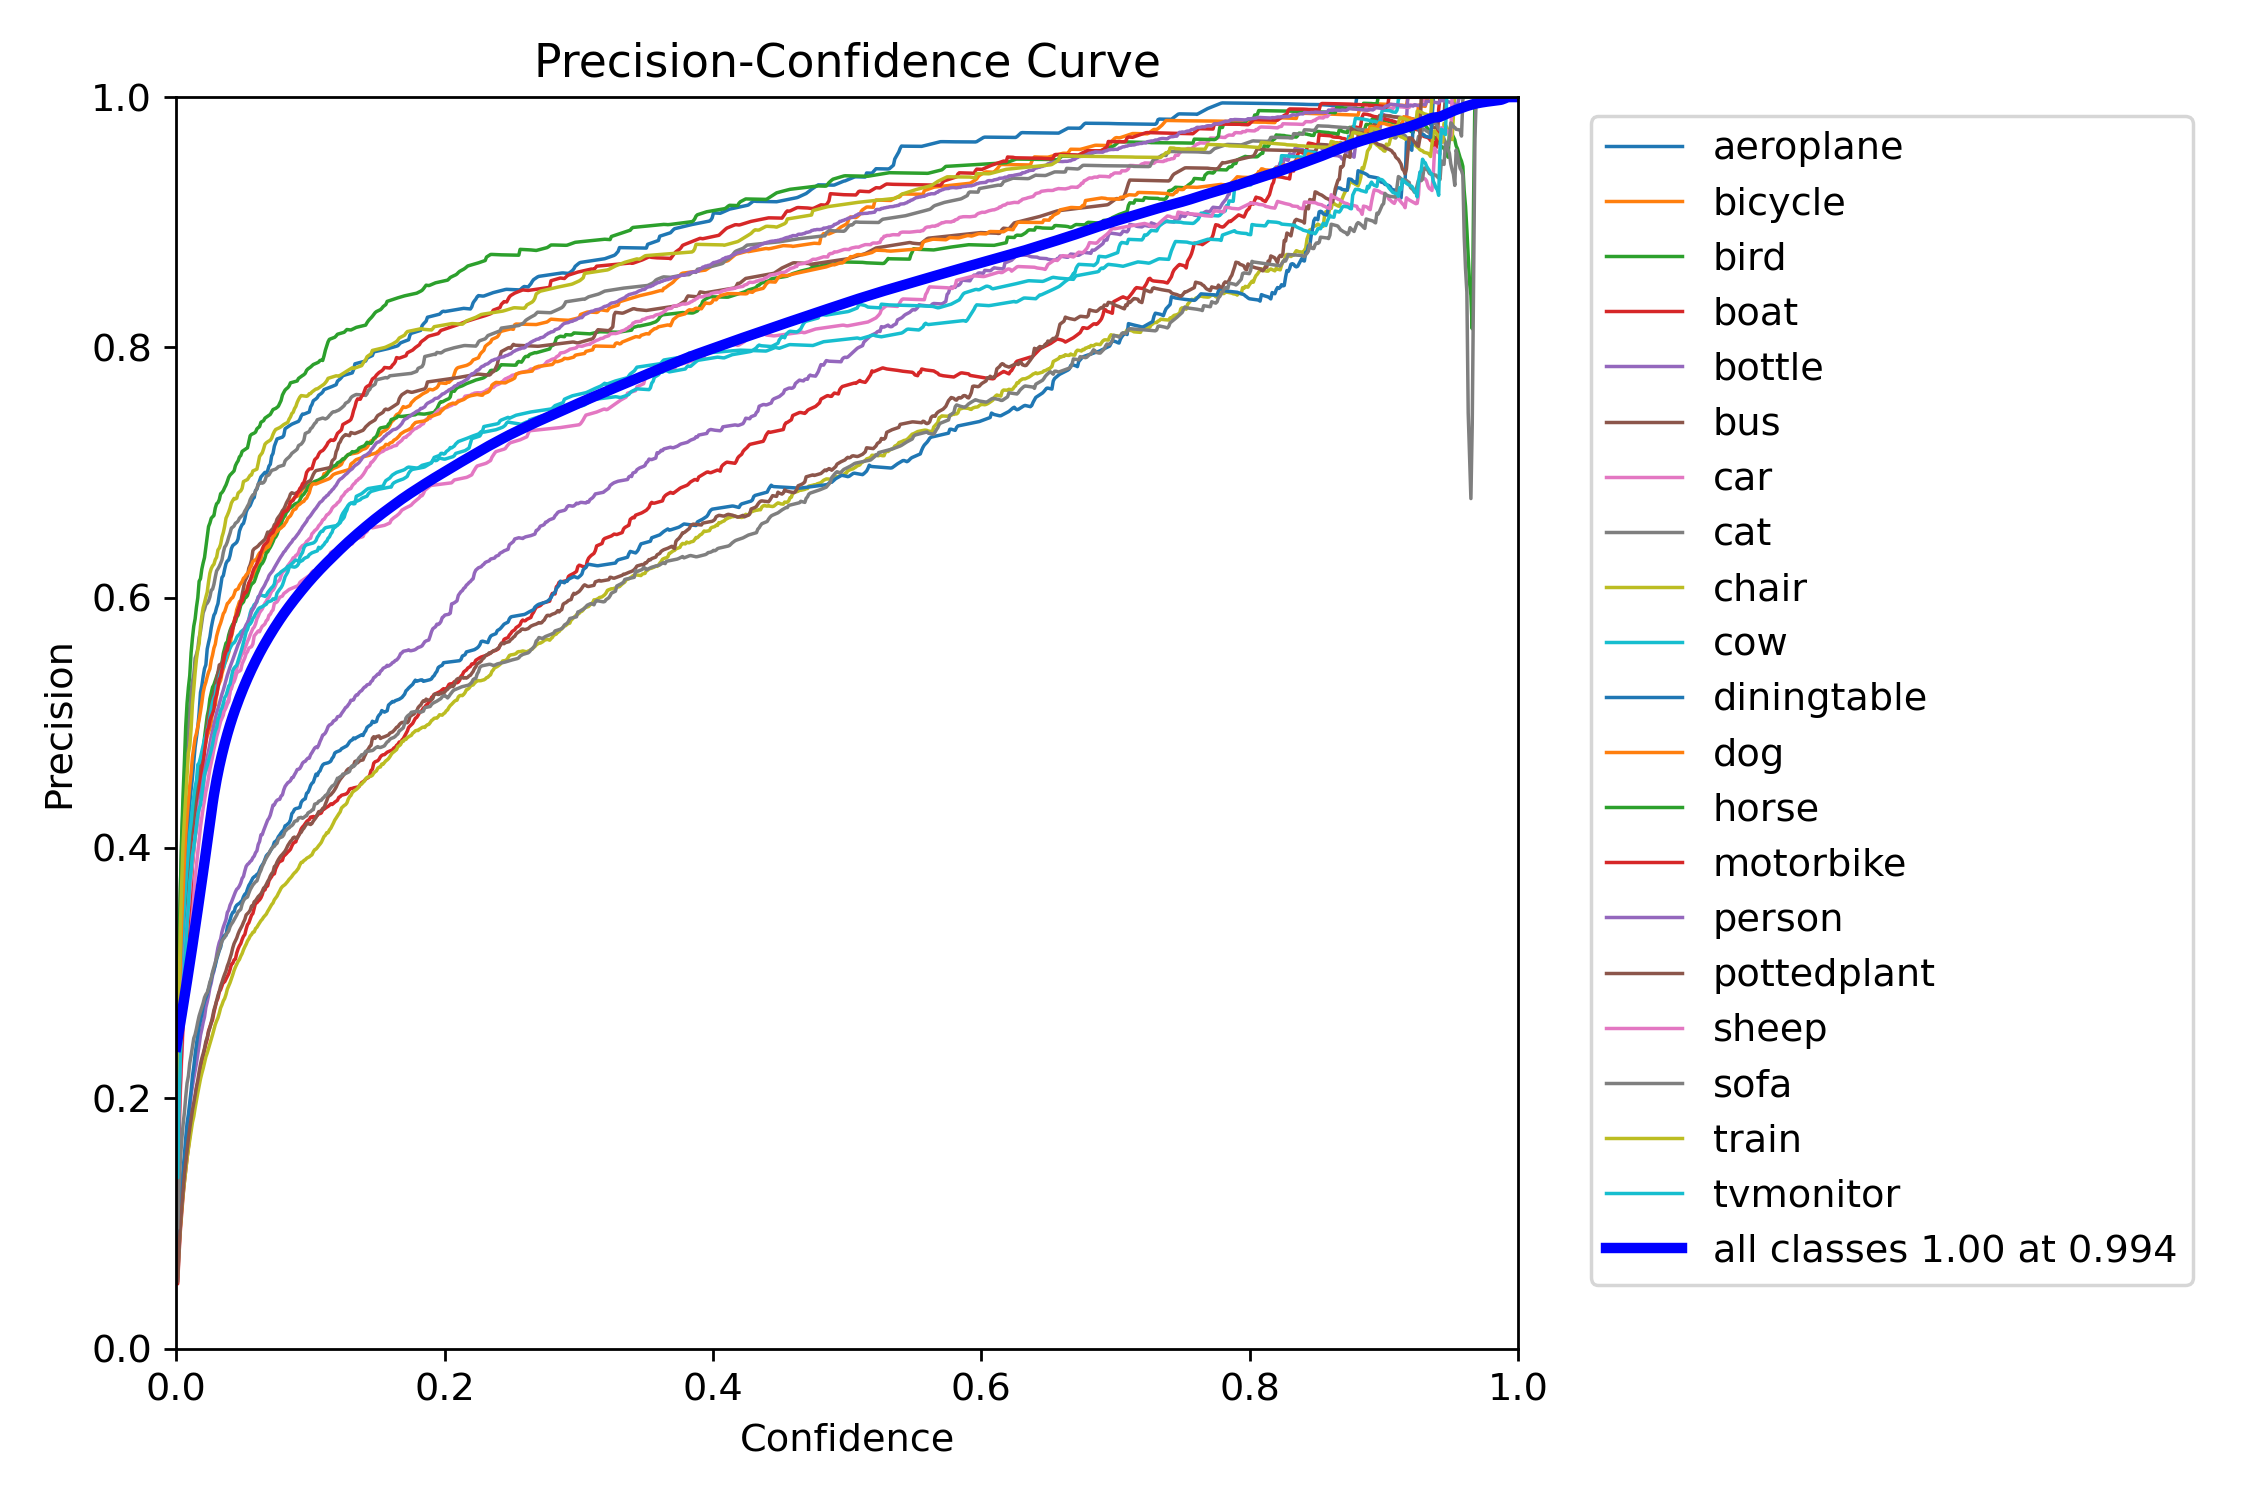 Precision-Confidence Curve
1.0
0.8
0.6
0.4
0.2
0.0
Precision
0.0 0.2 0.4 0.6 0.8 1.0
Confidence
aeroplane
bicycle
bird
boat
bottle
bus
car
cat
chair
cow
diningtable
dog
horse
motorbike
person
pottedplant
sheep
sofa
train
tvmonitor
all classes 1.00 at 0.994